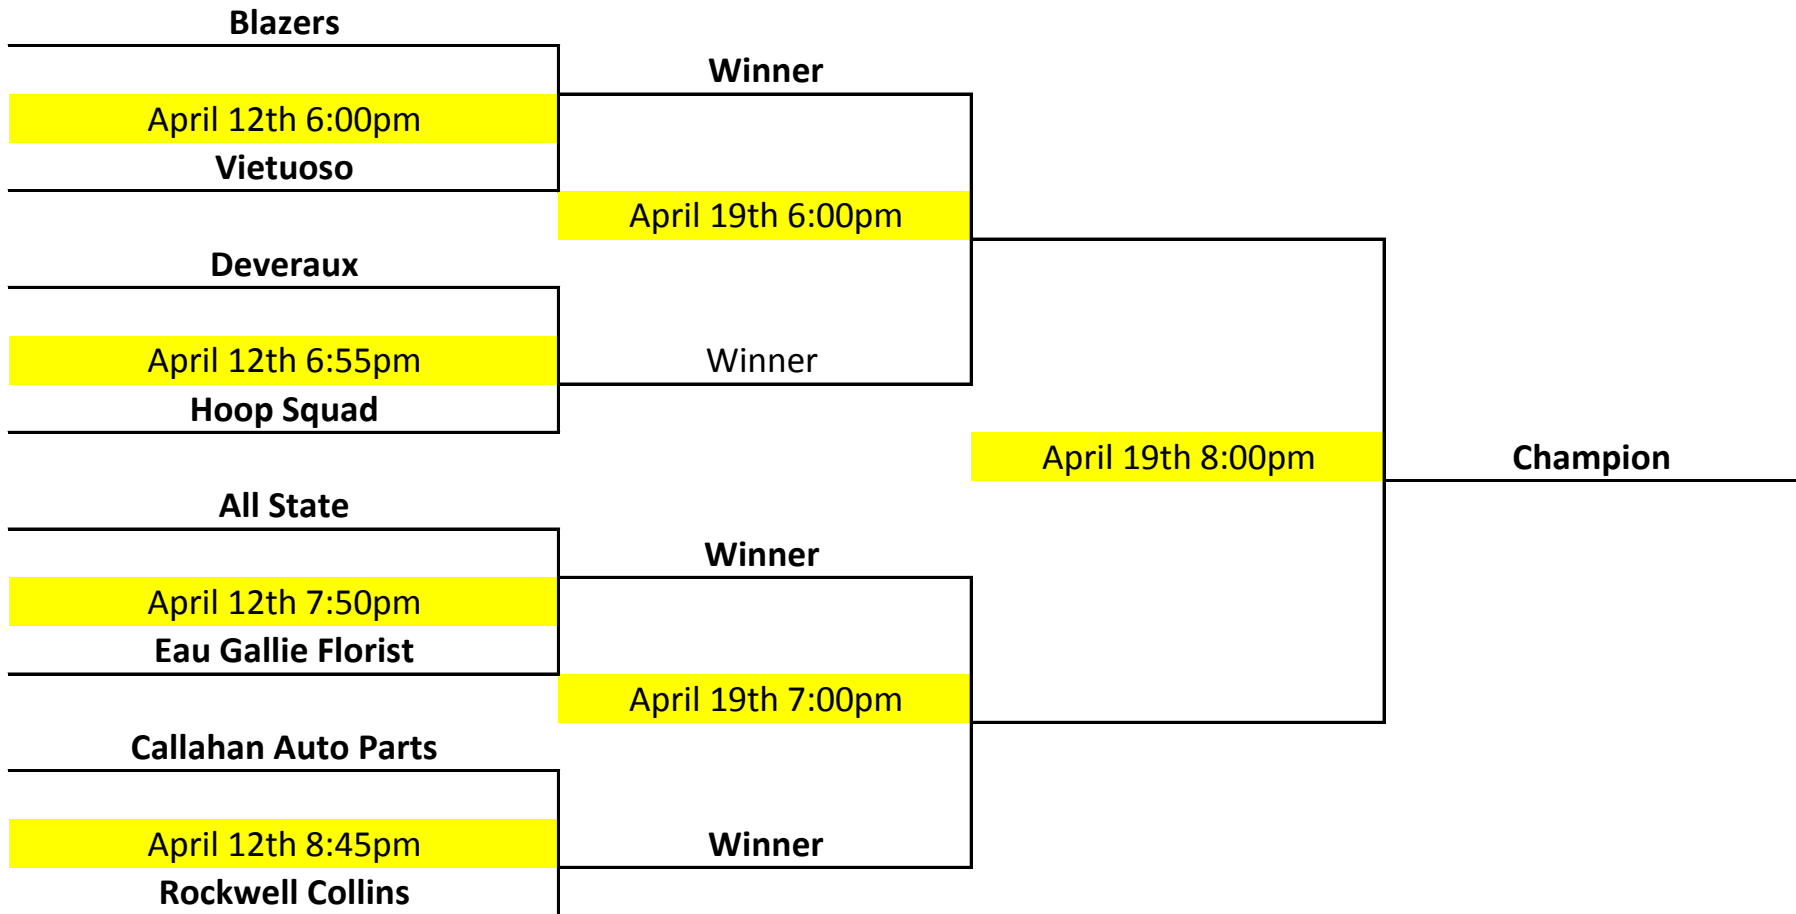 Blazers
Winner
April 12th 6:00pm
Vietuoso
April 19th 6:00pm
Deveraux
April 12th 6:55pm
Winner
Hoop Squad
April 19th 8:00pm
Champion
All State
Winner
April 12th 7:50pm
Eau Gallie Florist
April 19th 7:00pm
Callahan Auto Parts
April 12th 8:45pm
Winner
Rockwell Collins